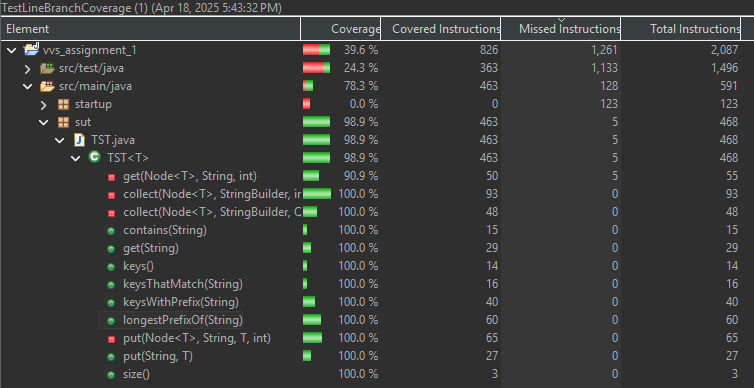 TestLineBranchCoverage (1) (Apr 18, 2025 5:43:32 PM)
Element Coverage Covered Instructions Missed Instructions Total Instructions
vvs_assignment_1 39.6 % 826 1,261 2,087
src/test/java 24.3 % 363 1,133 1,496
src/main/java 78.3 % 463 128 591
startup 0.0 % 0 123 123
sut 98.9 % 463 5 468
TST.java 98.9 % 463 5 468
TST<T> 98.9 % 463 5 468
get(Node<T>, String, int) 90.9 % 50 5 55
collect(Node<T>, StringBuilder, in 100.0 % 93 0 93
collect(Node<T>, StringBuilder, C 100.0 % 48 0 48
contains(String) 100.0 % 15 0 15
get(String) 100.0 % 29 0 29
keys() 100.0 % 14 0 14
keysThatMatch(String) 100.0 % 16 0 16
keysWithPrefix(String) 100.0 % 40 0 40
longestPrefixOf(String) 100.0 % 60 0 60
put(Node<T>, String, T, int) 100.0 % 65 0 65
put(String, T) 100.0 % 27 0 27
size() 100.0 % 3 0 3